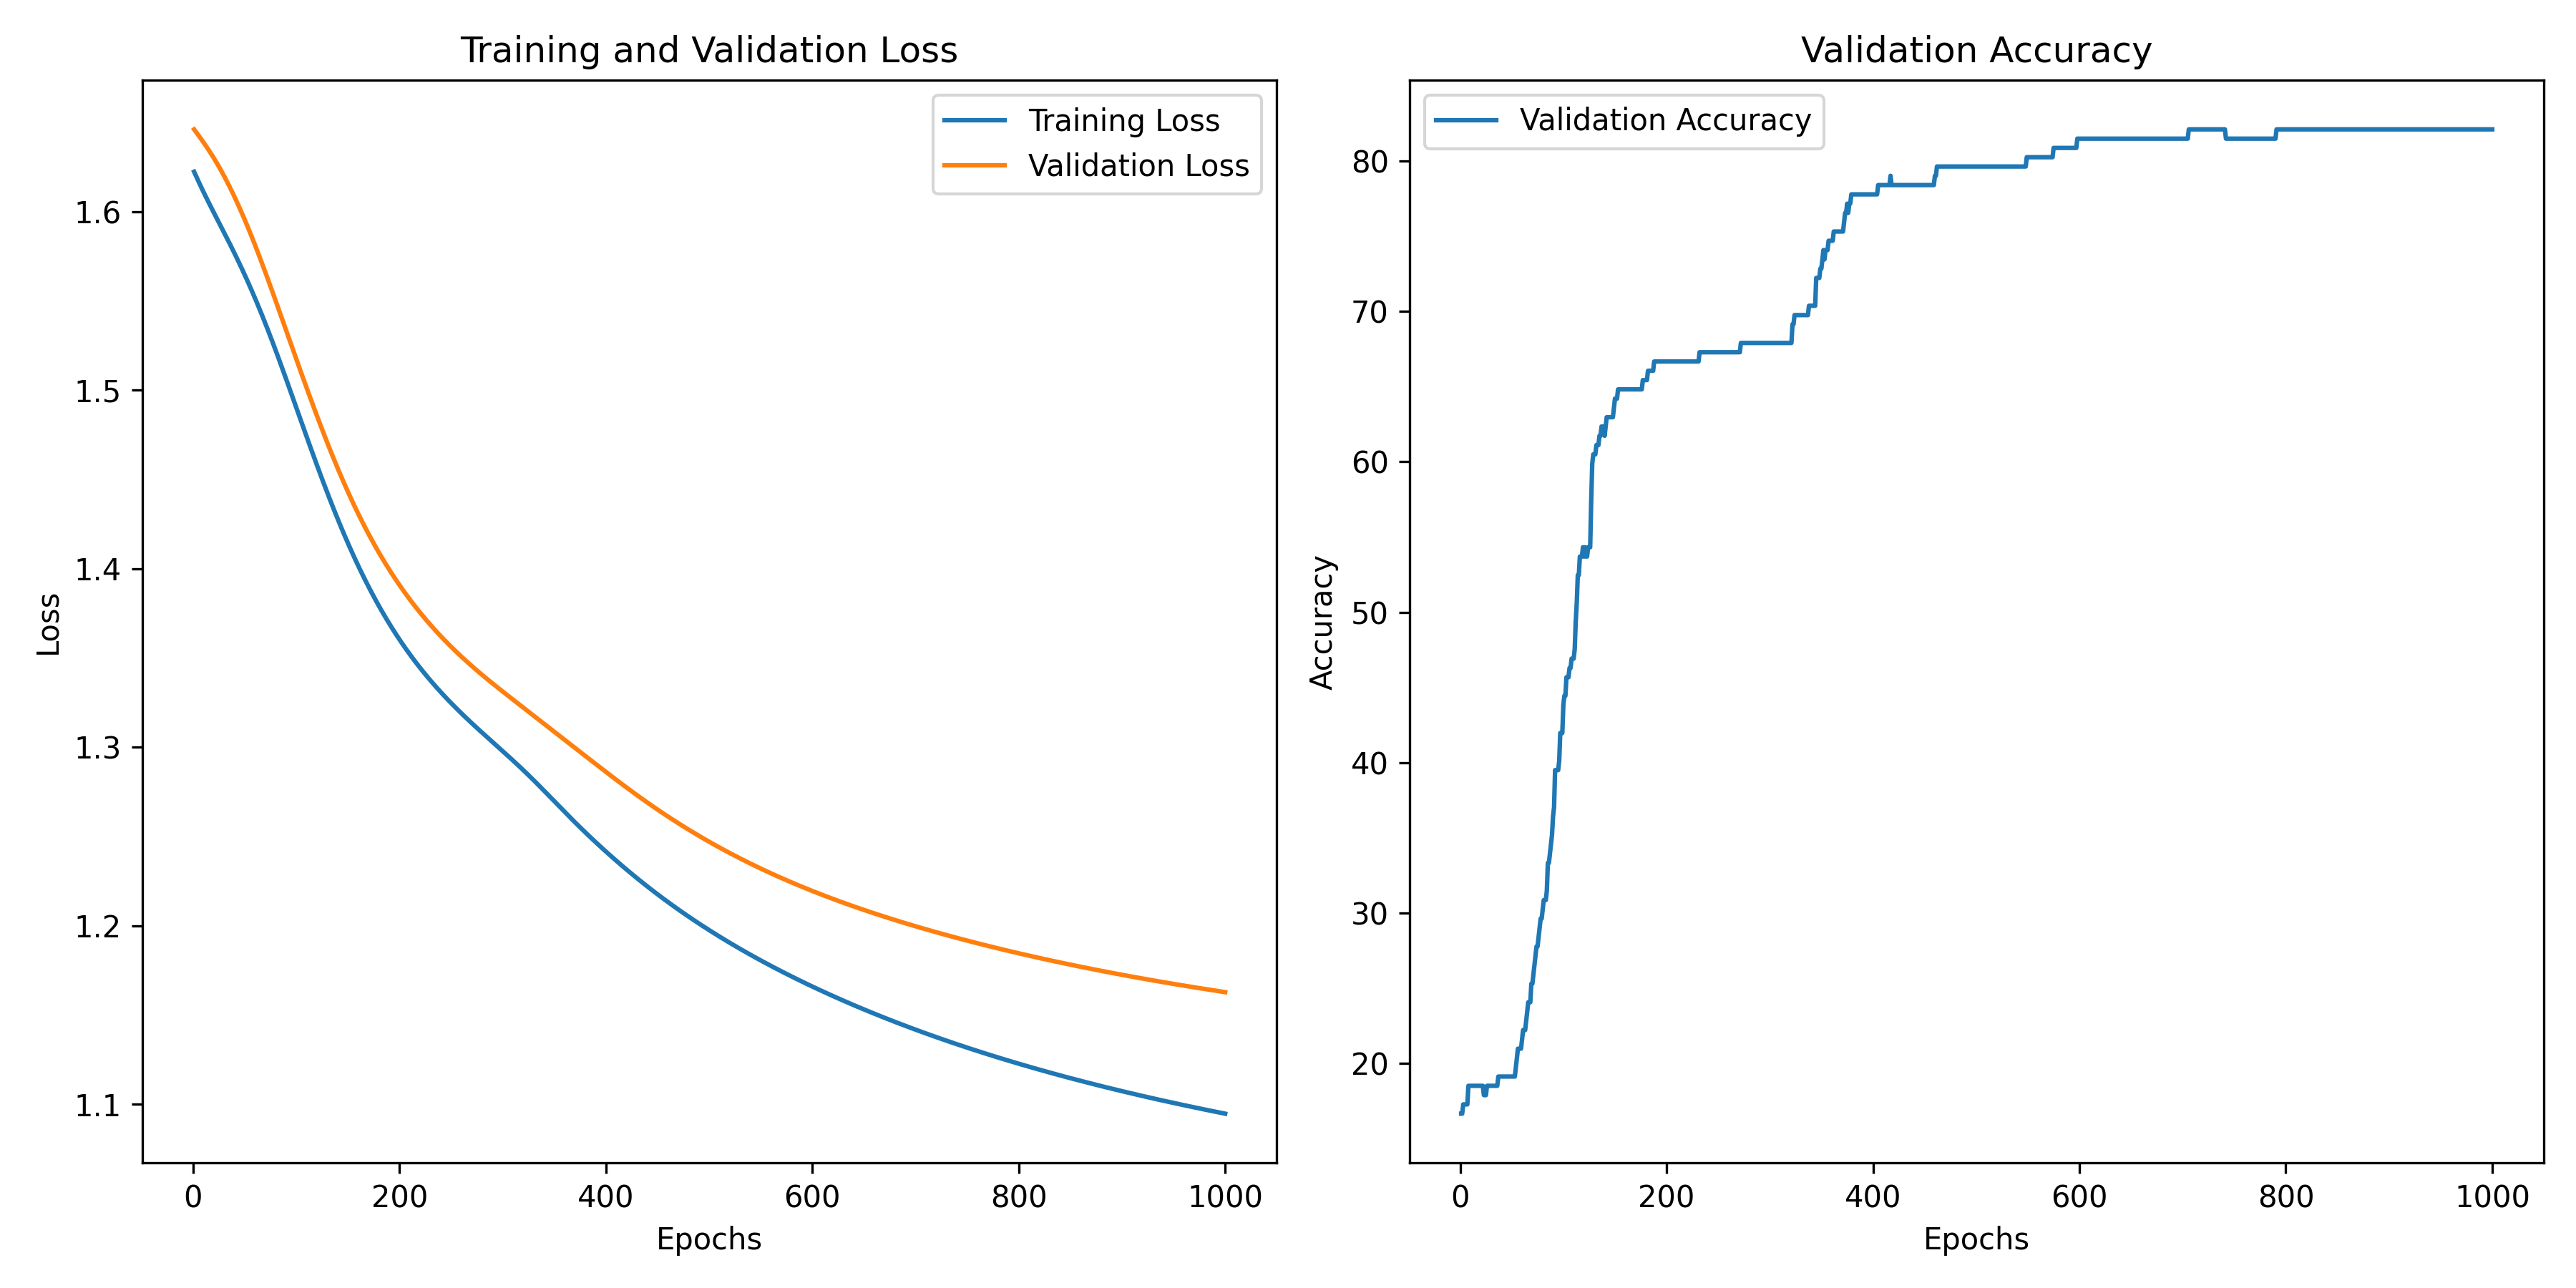 Training and Validation Loss
Training Loss
Validation Loss
1.6
1.5
1.4
1.3
1.2
1.1
Loss
0 200 400 600 800 1000
Epochs
Validation Accuracy
Validation Accuracy
80
70
60
50
40
30
20
Accuracy
0 200 400 600 800 1000
Epochs